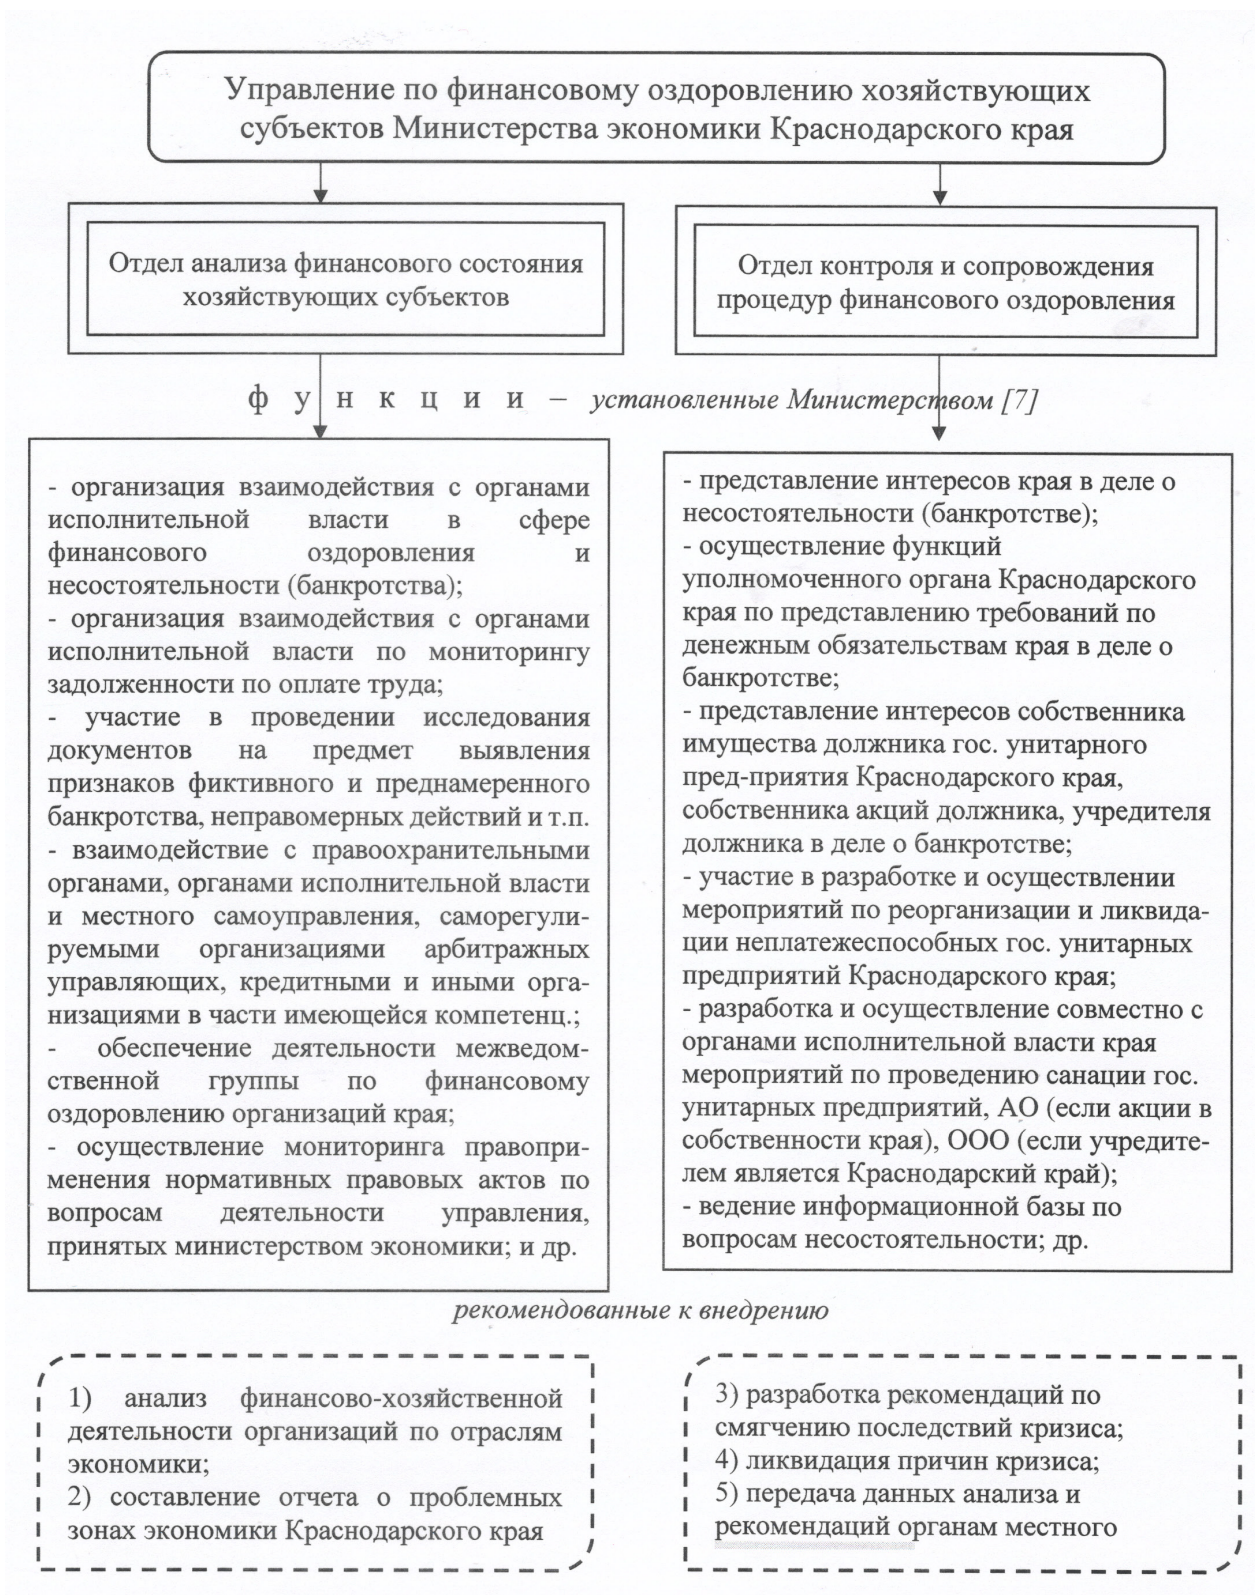 Управление по финансовому оздоровлению хозяйствующих
субъектов Министерства экономики Краснодарского края
Отдел анализа финансового состояния
хозяйствующих субъектов
Отдел контроля и сопровождения
процедур финансового оздоровления
ф у н к ц и и – установленные Министерством [7]
- организация взаимодействия с органами
исполнительной власти в сфере
финансового оздоровления и
несостоятельности (банкротства);
- организация взаимодействия с органами
исполнительной власти по мониторингу
задолженности по оплате труда;
- участие в проведении исследования
документов на предмет выявления
признаков фиктивного и преднамеренного
банкротства, неправомерных действий и т.п.
- взаимодействие с правоохранительными
органами, органами исполнительной власти
и местного самоуправления, саморегули-
руемыми организациями арбитражных
управляющих, кредитными и иными орга-
низациями в части имеющейся компетенц.;
- обеспечение деятельности межведом-
ственной группы по финансовому
оздоровлению организаций края;
- осуществление мониторинга правопри-
менения нормативных правовых актов по
вопросам деятельности управления,
принятых министерством экономики; и др.
- представление интересов края в деле о
несостоятельности (банкротстве);
- осуществление функций
уполномоченного органа Краснодарского
края по представлению требований по
денежным обязательствам края в деле о
банкротстве;
- представление интересов собственника
имущества должника гос. унитарного
пред-приятия Краснодарского края,
собственника акций должника, учредителя
должника в деле о банкротстве;
- участие в разработке и осуществлении
мероприятий по реорганизации и ликвида-
ции неплатежеспособных гос. унитарных
предприятий Краснодарского края;
- разработка и осуществление совместно с
органами исполнительной власти края
мероприятий по проведению санации гос.
унитарных предприятий, АО (если акции в
собственности края), ООО (если учредите-
лем является Краснодарский край);
- ведение информационной базы по
вопросам несостоятельности; др.
рекомендованные к внедрению
1) анализ финансово-хозяйственной
деятельности организаций по отраслям
экономики;
2) составление отчета о проблемных
зонах экономики Краснодарского края
3) разработка рекомендаций по
смягчению последствий кризиса;
4) ликвидация причин кризиса;
5) передача данных анализа и
рекомендаций органам местного